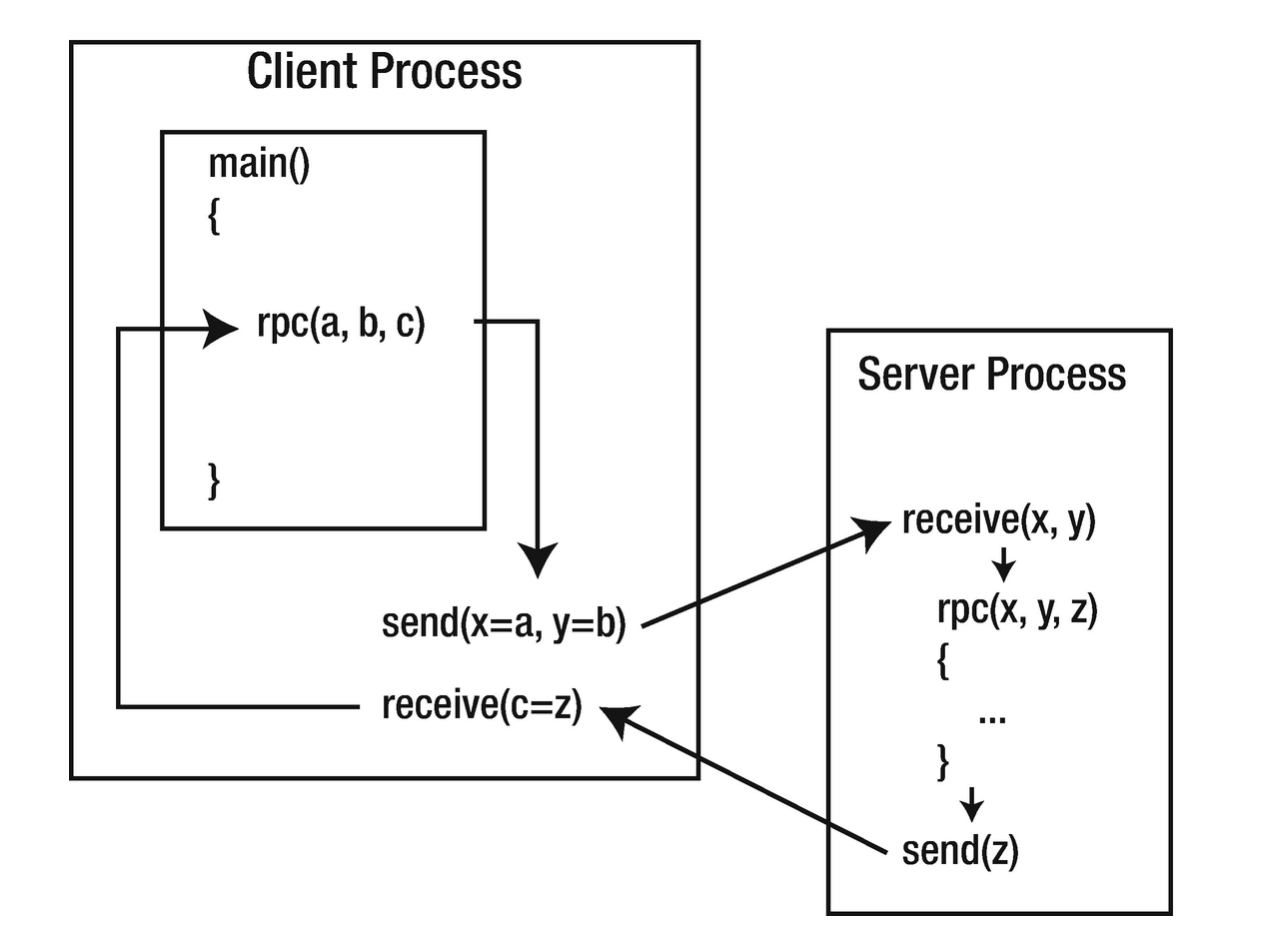 Client Process
main()
{
rpc(a, b, c)
}
send(x=a, y=b)
receive(c=z)
Server Process
receive(x, y)
rpc(x, y, z)
{
...
}
send(z)